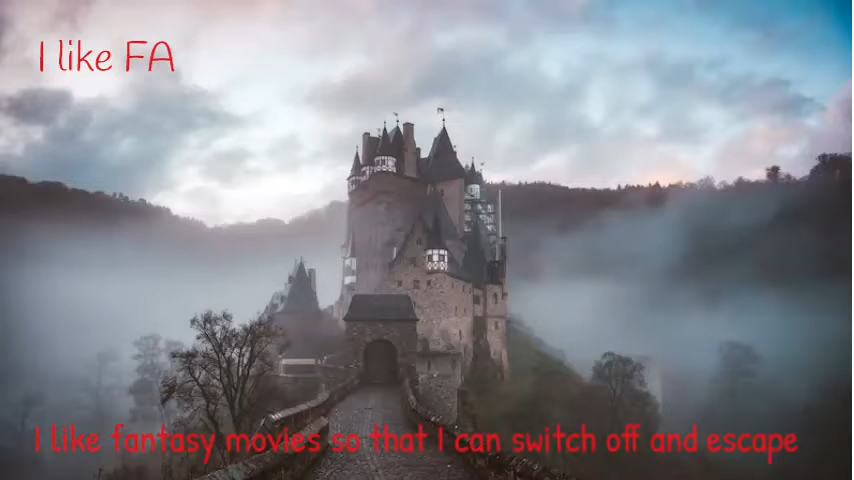 I like FA
I like fantasy movies so that I can switch off and escape